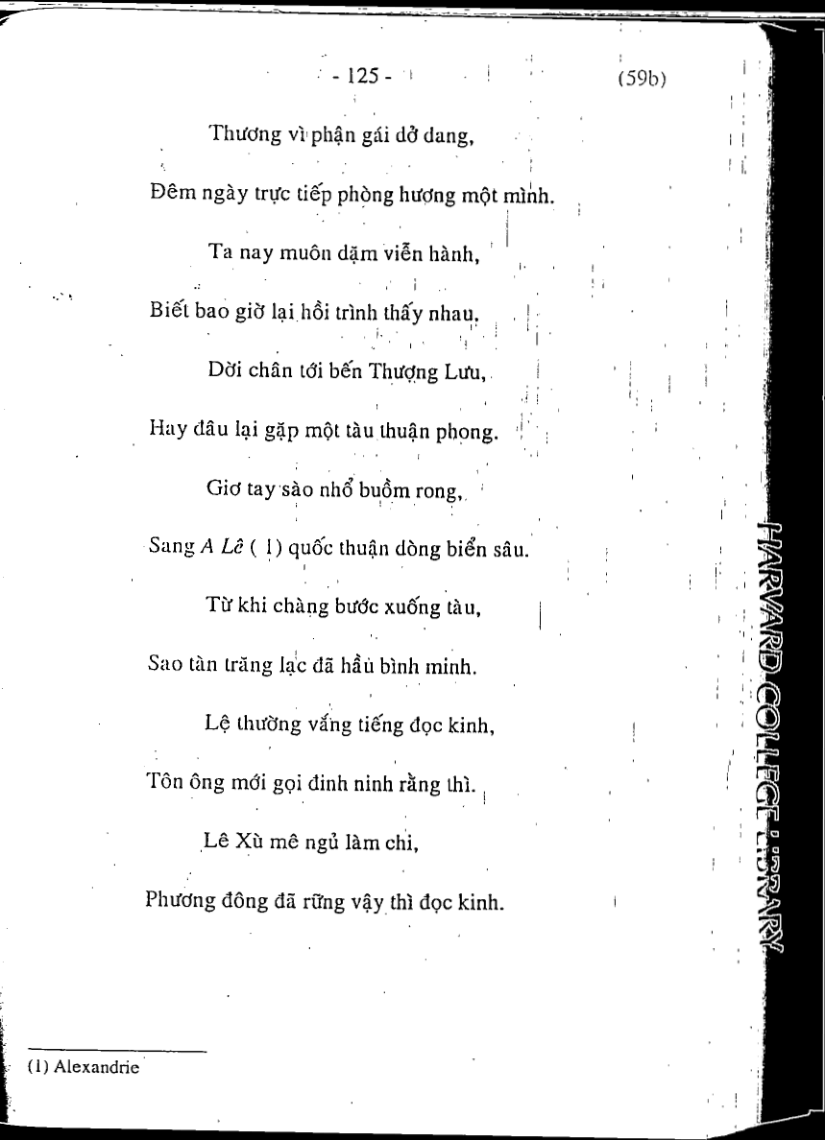 - 125 - (59b)
Thương vì phận gái dở dang,
Đêm ngày trực tiếp phòng hương một mình.
Ta nay muôn dặm viễn hành,
Biết bao giờ lại hồi trình thấy nhau.
Dời chân tới bến Thượng Lưu,
Hay đâu lại gặp một tàu thuận phong.
Giơ tay sào nhổ buồm rong,
Sang A Lê ( 1) quốc thuận dòng biển sâu.
Từ khi chàng bước xuống tàu,
Sao tàn trăng lạc đã hầu bình minh.
Lệ thường vắng tiếng đọc kinh,
Tôn ông mới gọi đinh ninh rằng thì.
Lê Xù mê ngủ làm chi,
Phương đông đã rững vậy thì đọc kinh.
(1) Alexandrie
HARVARD COLLEGE LIBRARY